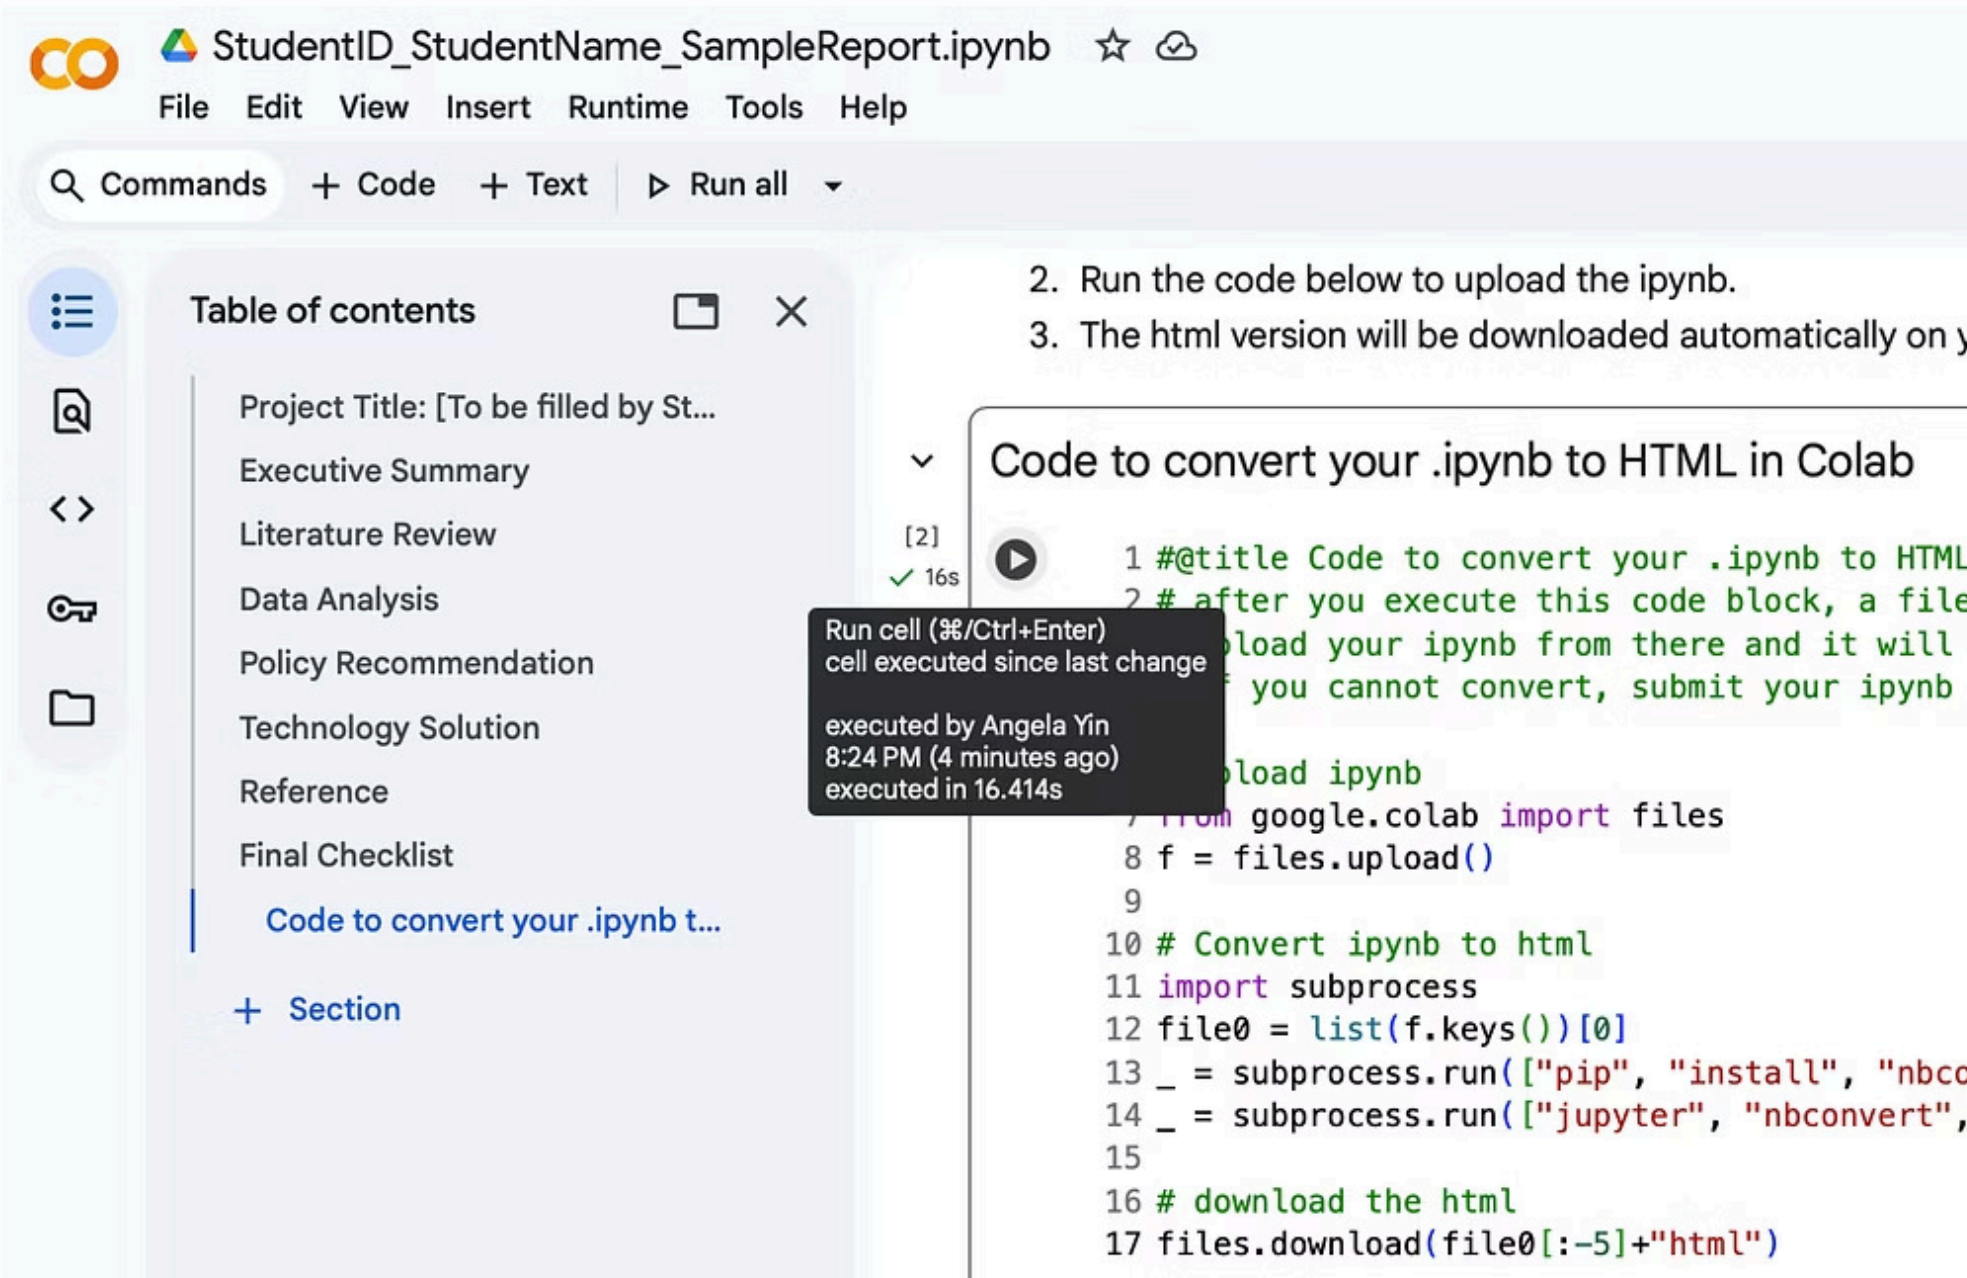 StudentID_StudentName_SampleReport.ipynb
File Edit View Insert Runtime Tools Help
Commands + Code + Text Run all
Table of contents
Project Title: [To be filled by St...
Executive Summary
Literature Review
Data Analysis
Policy Recommendation
Technology Solution
Reference
Final Checklist
Code to convert your .ipynb t...
+ Section
2. Run the code below to upload the ipynb.
3. The html version will be downloaded automatically on y
Code to convert your .ipynb to HTML in Colab
[2]
16s
Run cell (⌘/Ctrl+Enter)
cell executed since last change
executed by Angela Yin
8:24 PM (4 minutes ago)
executed in 16.414s
1 #@title Code to convert your .ipynb to HTML
2 # after you execute this code block, a file
pload your ipynb from there and it will
you cannot convert, submit your ipynb
pload ipynb
7 from google.colab import files
8 f = files.upload()
9
10 # Convert ipynb to html
11 import subprocess
12 file0 = list(f.keys())[0]
13 _ = subprocess.run(["pip", "install", "nbco
14 _ = subprocess.run(["jupyter", "nbconvert",
15
16 # download the html
17 files.download(file0[:-5]+"html")